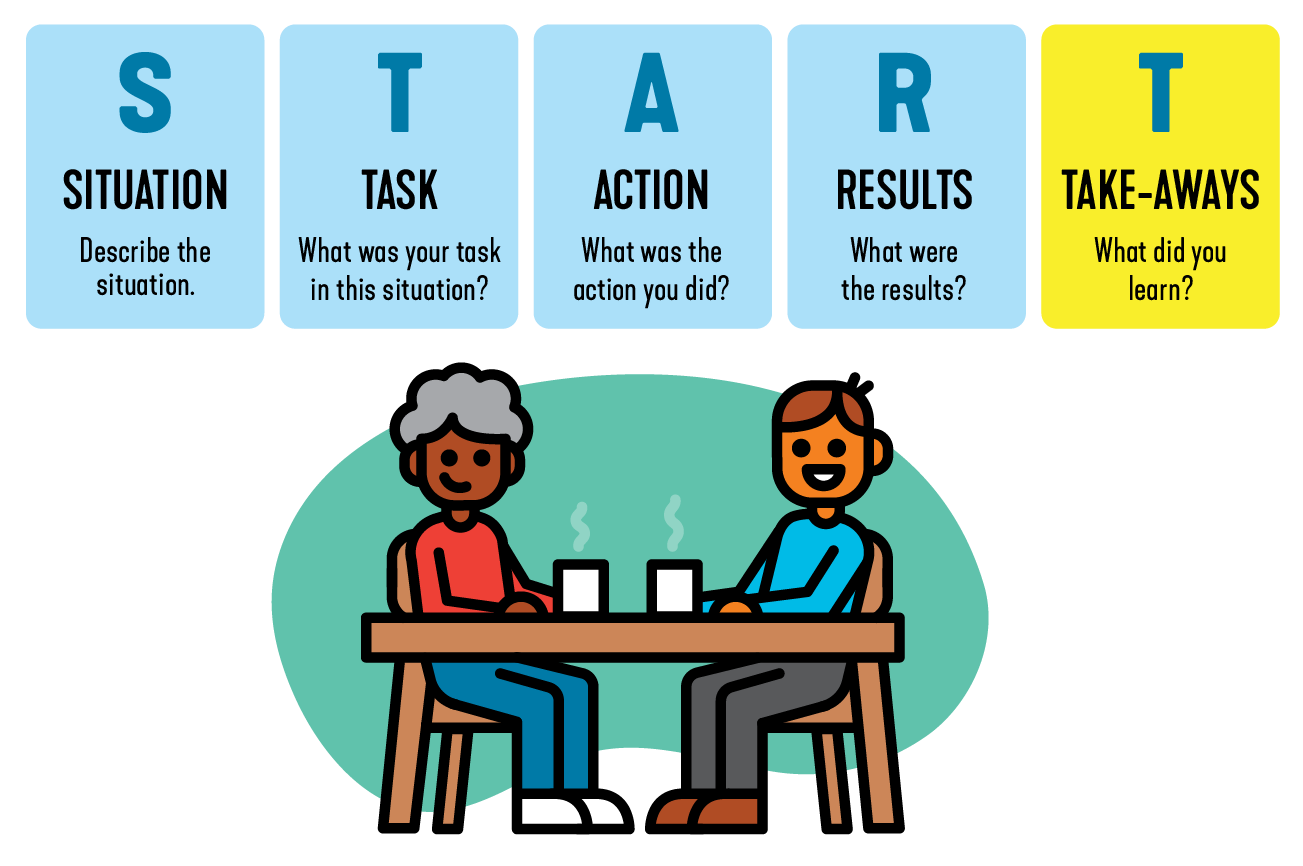 S
SITUATION
Describe the
situation.
T
TASK
What was your task
in this situation?
A
ACTION
What was the
action you did?
R
RESULTS
What were
the results?
T
TAKE-AWAYS
What did you
learn?